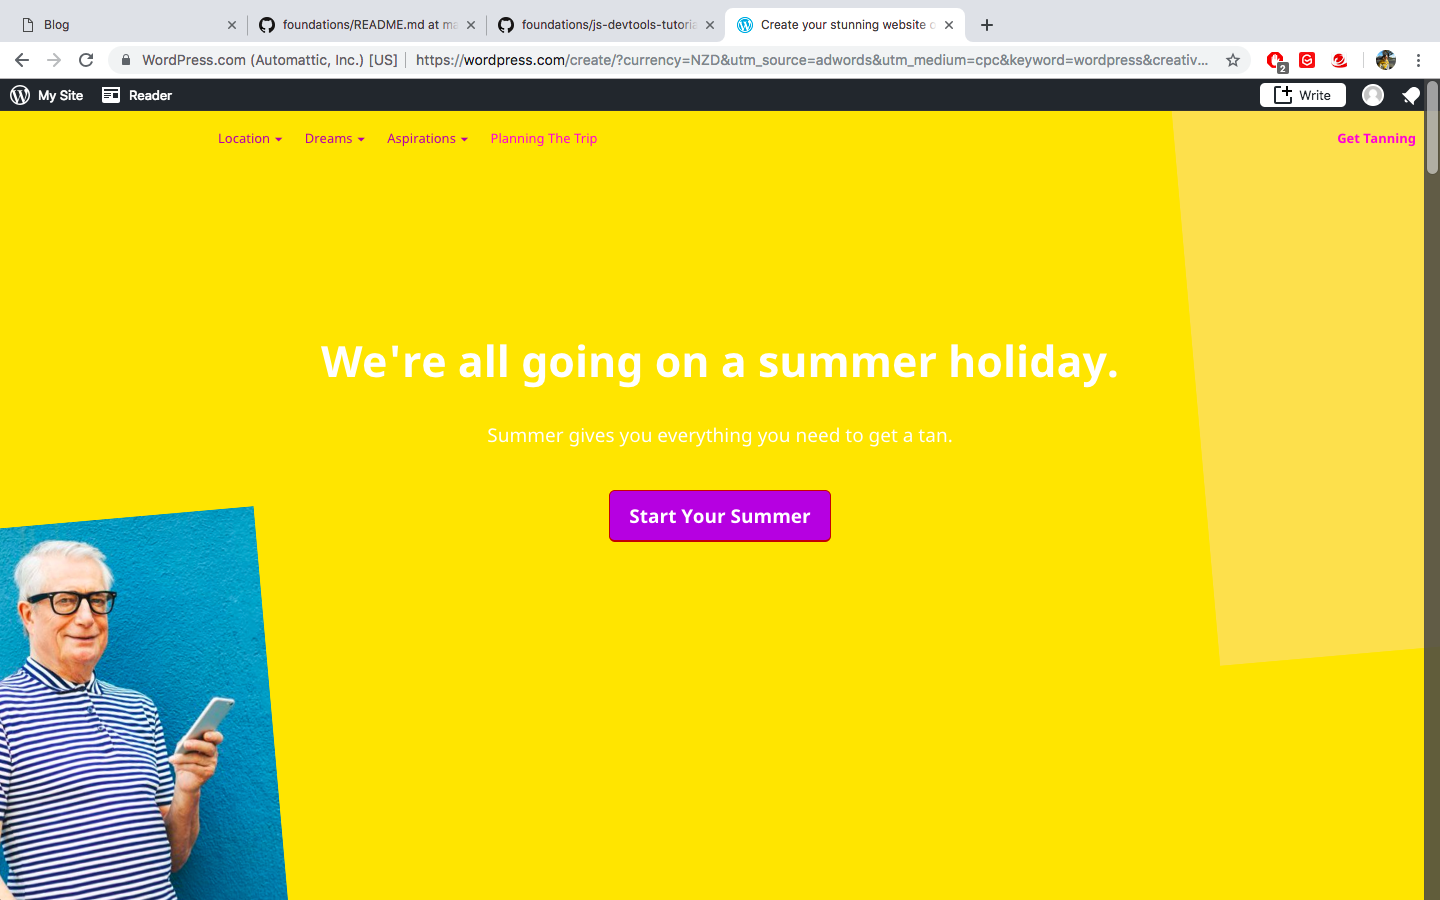 Blog
foundations/README.md at ma
foundations/js-devtools-tutoria
Create your stunning website o
WordPress.com (Automattic, Inc.) [US]
https://wordpress.com/create/?currency=NZD&utm_source=adwords&utm_medium=cpc&keyword=wordpress&creativ...
2
My Site
Reader
Write
Location
Dreams
Aspirations
Planning The Trip
Get Tanning
We're all going on a summer holiday.
Summer gives you everything you need to get a tan.
Start Your Summer